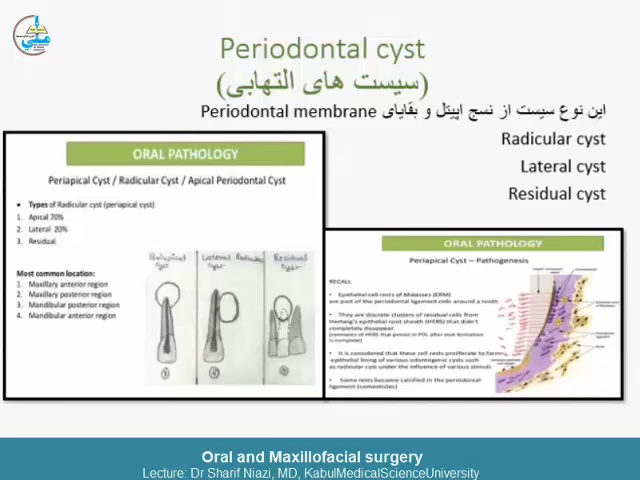 Periodontal cyst
(سیست های التهابی)
این نوع سیست از نسج اپیتل و بقایای Periodontal membrane
Radicular cyst
Lateral cyst
Residual cyst
ORAL PATHOLOGY
Periapical Cyst / Radicular Cyst / Apical Periodontal Cyst
• Types of Radicular cyst (periapical cyst)
1. Apical 70%
2. Lateral 20%
3. Residual
Most common location:
1. Maxillary anterior region
2. Maxillary posterior region
3. Mandibular posterior region
4. Mandibular anterior region
Lateral
Cyst
Residual
Cyst
1 2 3
ORAL PATHOLOGY
Periapical Cyst – Pathogenesis
RECALL
• Epithelial cell rests of Malassez (ERM)
are part of the periodontal ligament cells around a tooth.
• They are discrete clusters of residual cells from
Hertwig's epithelial root sheath (HERS) that didn't
completely disappear.
(remnants of HERS that persist in PDL after root formation
is complete)
• It is considered that these cell rests proliferate to form
epithelial lining of various odontogenic cysts such
as radicular cyst under the influence of various stimuli.
• Some rests become calcified in the periodontal
ligament (cementicles)
Oral and Maxillofacial surgery
Lecture: Dr Sharif Niazi, MD, KabulMedicalScienceUniversity